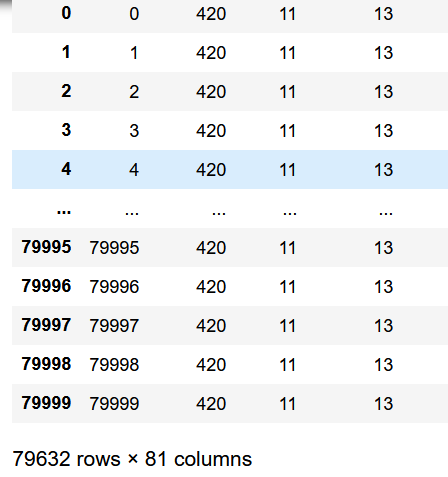 0 0 420 11 13
1 1 420 11 13
2 2 420 11 13
3 3 420 11 13
4 4 420 11 13
... ... ... ... ...
79995 79995 420 11 13
79996 79996 420 11 13
79997 79997 420 11 13
79998 79998 420 11 13
79999 79999 420 11 13
79632 rows × 81 columns